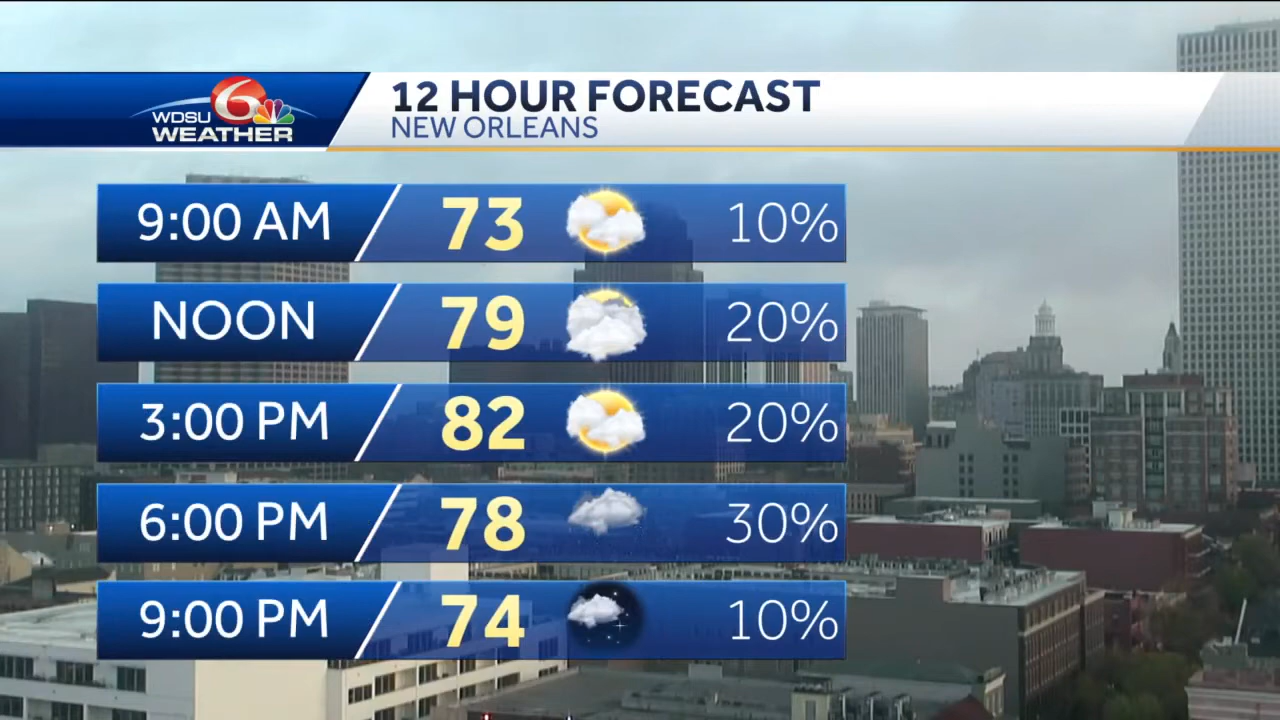 WDSU 6
WEATHER
12 HOUR FORECAST
NEW ORLEANS
9:00 AM 73 10%
NOON 79 20%
3:00 PM 82 20%
6:00 PM 78 30%
9:00 PM 74 10%